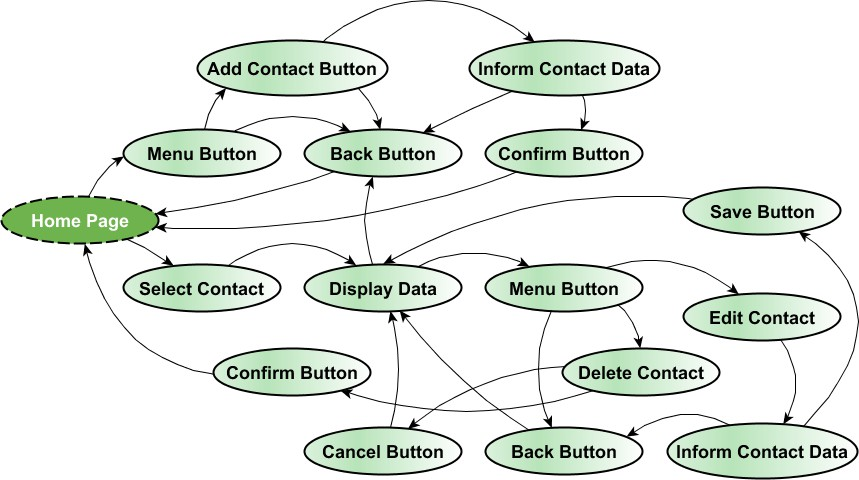 Add Contact Button
Inform Contact Data
Menu Button
Back Button
Confirm Button
Home Page
Save Button
Select Contact
Display Data
Menu Button
Edit Contact
Confirm Button
Delete Contact
Cancel Button
Back Button
Inform Contact Data